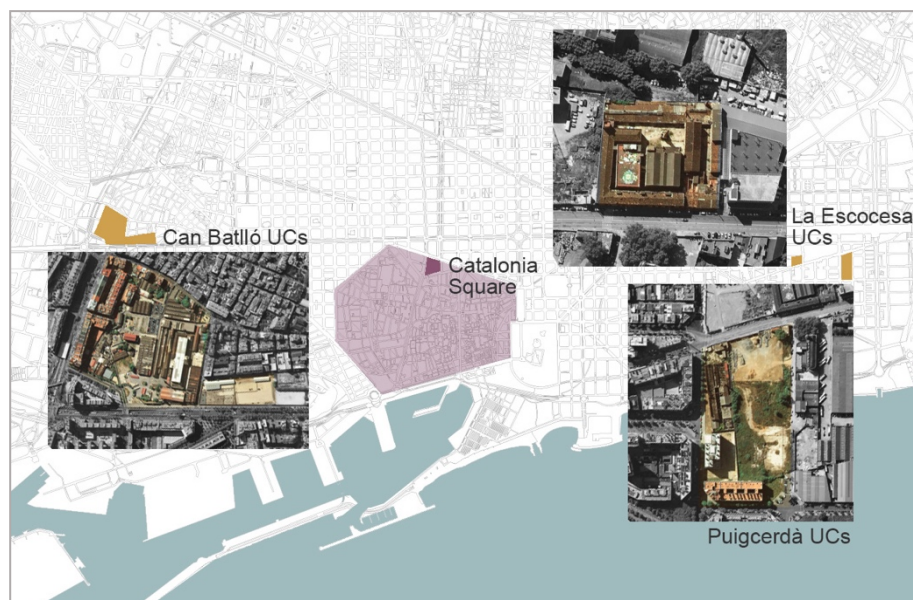 La Escocesa
UCs
Can Batlló UCs
Catalonia
Square
Puigcerdà UCs